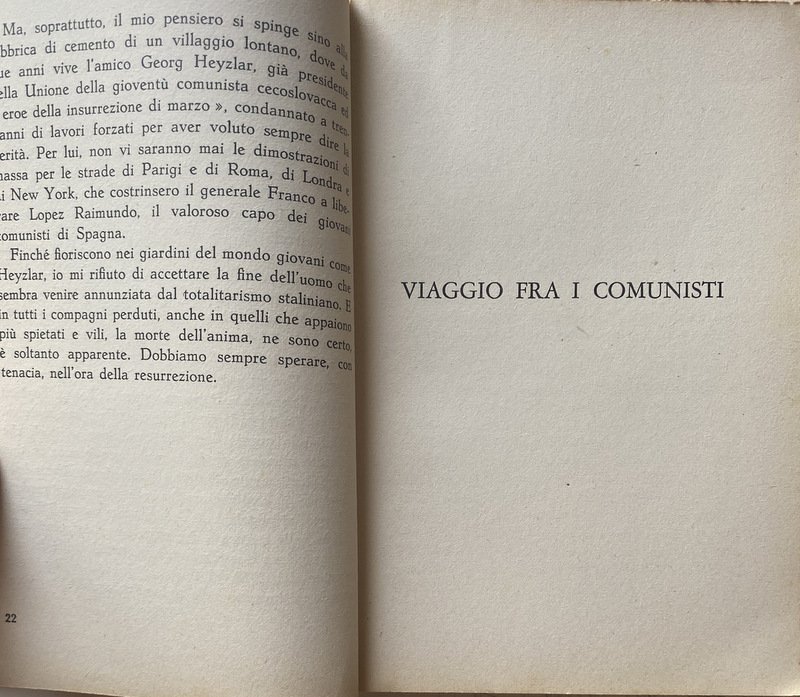 Ma, soprattutto, il mio pensiero si spinge sino alla
bbrica di cemento di un villaggio lontano, dove da
ue anni vive l'amico Georg Heyzlar, già presidente
ella Unione della gioventù comunista cecoslovacca ed
eroe della insurrezione di marzo », condannato a tren-
anni di lavori forzati per aver voluto sempre dire la
erità. Per lui, non vi saranno mai le dimostrazioni di
massa per le strade di Parigi e di Roma, di Londra e
i New York, che costrinsero il generale Franco a libe-
rare Lopez Raimundo, il valoroso capo dei giovani
comunisti di Spagna.
Finché fioriscono nei giardini del mondo giovani come
Heyzlar, io mi rifiuto di accettare la fine dell'uomo che
sembra venire annunziata dal totalitarismo staliniano. E
in tutti i compagni perduti, anche in quelli che appaiono
più spietati e vili, la morte dell'anima, ne sono certo,
è soltanto apparente. Dobbiamo sempre sperare, con
tenacia, nell'ora della resurrezione.
22
VIAGGIO FRA I COMUNISTI